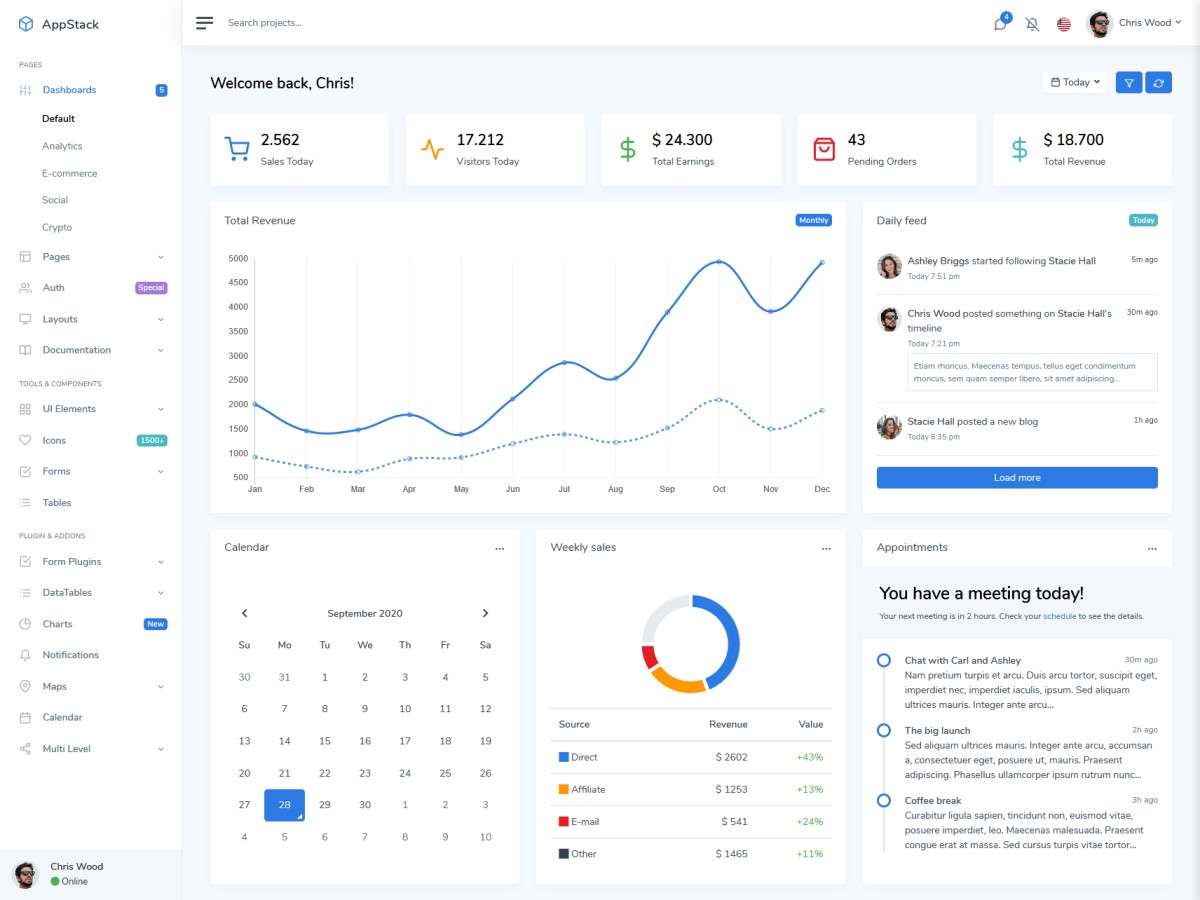 AppStack
PAGES
Dashboards 5
Default
Analytics
E-commerce
Social
Crypto
Pages
Auth Special
Layouts
Documentation
TOOLS & COMPONENTS
UI Elements
Icons 1500+
Forms
Tables
PLUGIN & ADDONS
Form Plugins
DataTables
Charts New
Notifications
Maps
Calendar
Multi Level
Chris Wood
Online
Search projects...
4
Chris Wood
Welcome back, Chris!
Today
2.562
Sales Today
17.212
Visitors Today
$ 24.300
Total Earnings
43
Pending Orders
$ 18.700
Total Revenue
Total Revenue Monthly
5000
4500
4000
3500
3000
2500
2000
1500
1000
500
Jan Feb Mar Apr May Jun Jul Aug Sep Oct Nov Dec
Daily feed Today
Ashley Briggs started following Stacie Hall 5m ago
Today 7:51 pm
Chris Wood posted something on Stacie Hall's 30m ago
timeline
Today 7:21 pm
Etiam rhoncus. Maecenas tempus, tellus eget condimentum
rhoncus, sem quam semper libero, sit amet adipiscing...
Stacie Hall posted a new blog 1h ago
Today 6:35 pm
Load more
Calendar ...
September 2020
Su Mo Tu We Th Fr Sa
30 31 1 2 3 4 5
6 7 8 9 10 11 12
13 14 15 16 17 18 19
20 21 22 23 24 25 26
27 28 29 30 1 2 3
4 5 6 7 8 9 10
Weekly sales ...
Source Revenue Value
Direct $ 2602 +43%
Affiliate $ 1253 +13%
E-mail $ 541 +24%
Other $ 1465 +11%
Appointments ...
You have a meeting today!
Your next meeting is in 2 hours. Check your schedule to see the details.
Chat with Carl and Ashley 30m ago
Nam pretium turpis et arcu. Duis arcu tortor, suscipit eget,
imperdiet nec, imperdiet iaculis, ipsum. Sed aliquam
ultrices mauris. Integer ante arcu...
The big launch 2h ago
Sed aliquam ultrices mauris. Integer ante arcu, accumsan
a, consectetuer eget, posuere ut, mauris. Praesent
adipiscing. Phasellus ullamcorper ipsum rutrum nunc...
Coffee break 3h ago
Curabitur ligula sapien, tincidunt non, euismod vitae,
posuere imperdiet, leo. Maecenas malesuada. Praesent
congue erat at massa. Sed cursus turpis vitae tortor...